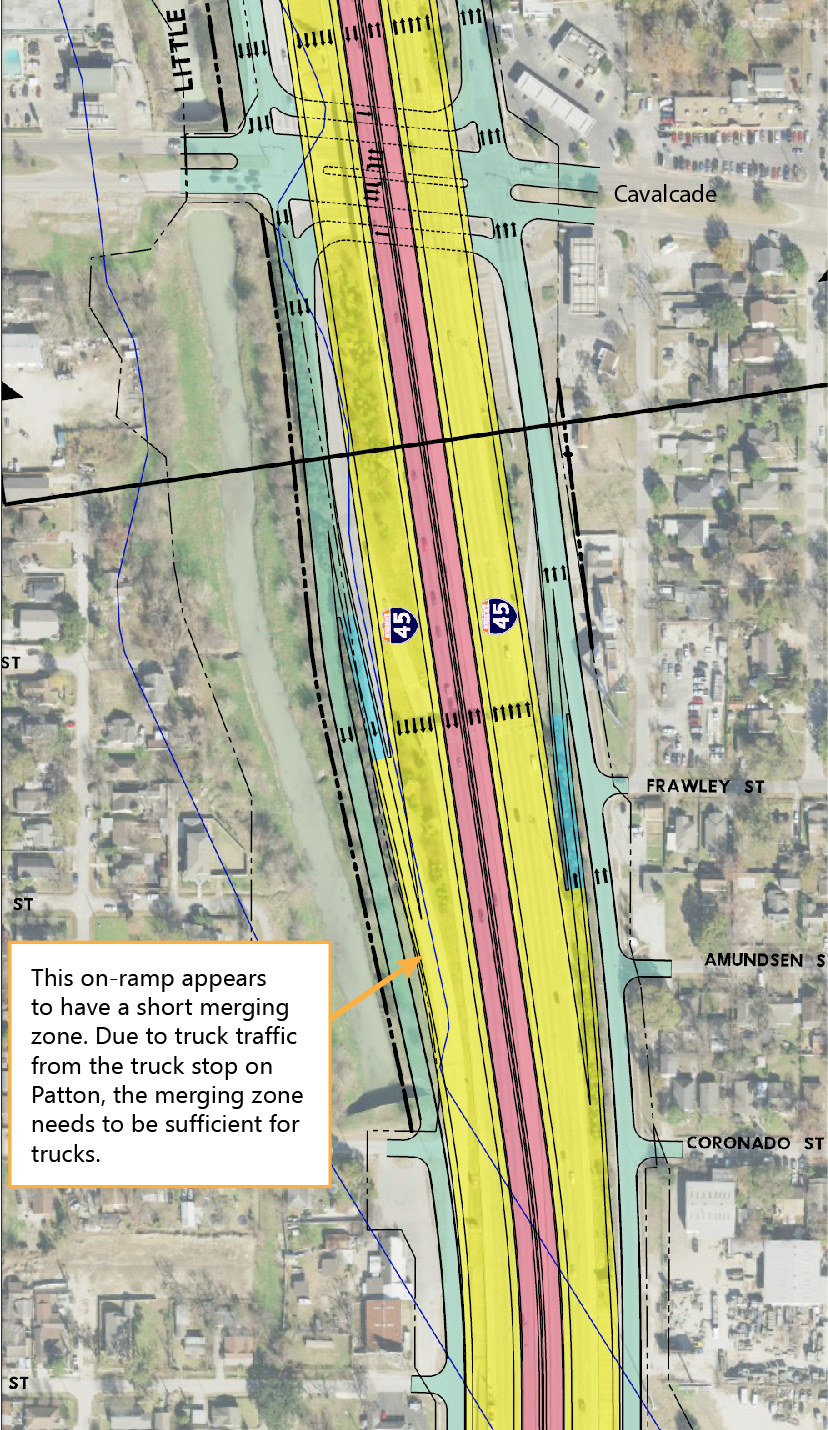 LITTLE
Cavalcade
45
45
ST
FRAWLEY ST
ST
AMUNDSEN S
This on-ramp appears
to have a short merging
zone. Due to truck traffic
from the truck stop on
Patton, the merging zone
needs to be sufficient for
trucks.
CORONADO ST
ST